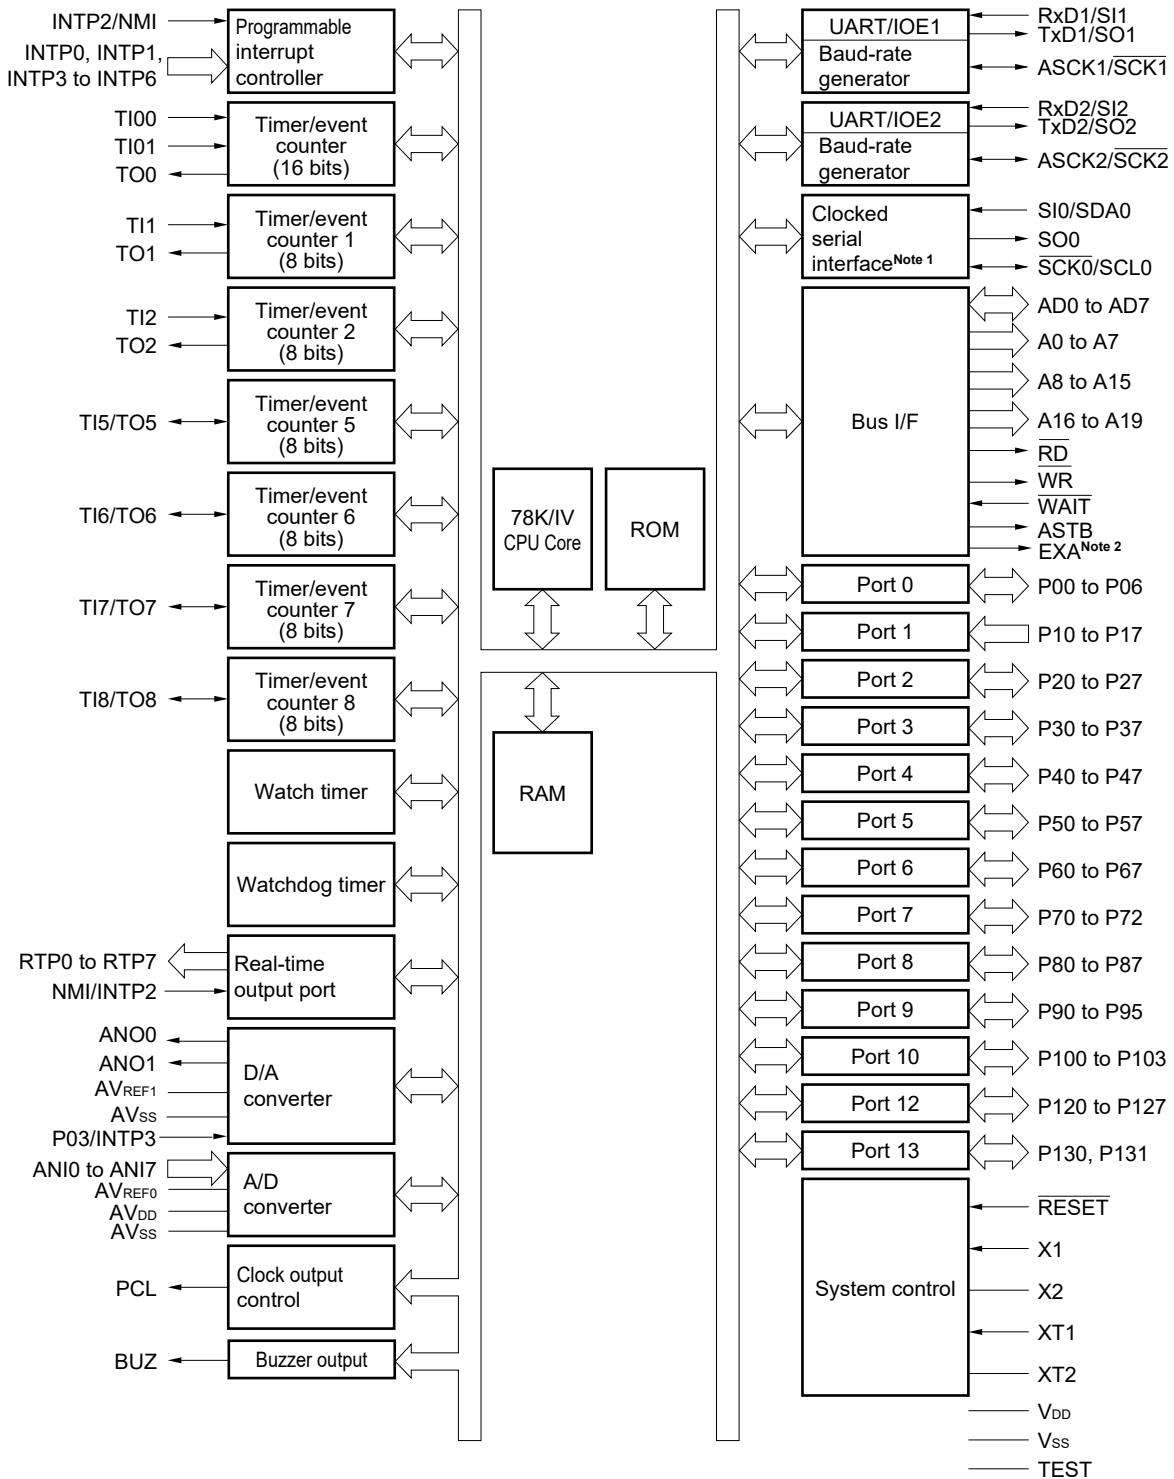 INTP2/NMI
INTP0, INTP1,
INTP3 to INTP6
Programmable
interrupt
controller
TI00
TI01
TO0
Timer/event
counter
(16 bits)
TI1
TO1
Timer/event
counter 1
(8 bits)
TI2
TO2
Timer/event
counter 2
(8 bits)
TI5/TO5
Timer/event
counter 5
(8 bits)
TI6/TO6
Timer/event
counter 6
(8 bits)
TI7/TO7
Timer/event
counter 7
(8 bits)
TI8/TO8
Timer/event
counter 8
(8 bits)
Watch timer
Watchdog timer
RTP0 to RTP7
NMI/INTP2
Real-time
output port
ANO0
ANO1
AVREF1
AVSS
P03/INTP3
D/A
converter
ANI0 to ANI7
AVREF0
AVDD
AVSS
A/D
converter
PCL
Clock output
control
BUZ
Buzzer output
78K/IV
CPU Core
ROM
RAM
UART/IOE1
Baud-rate
generator
RxD1/SI1
TxD1/SO1
ASCK1/S̅C̅K̅1̅
UART/IOE2
Baud-rate
generator
RxD2/SI2
TxD2/SO2
ASCK2/S̅C̅K̅2̅
Clocked
serial
interfaceNote 1
SI0/SDA0
SO0
S̅C̅K̅0̅/SCL0
Bus I/F
AD0 to AD7
A0 to A7
A8 to A15
A16 to A19
R̅D̅
W̅R̅
W̅A̅I̅T̅
ASTB
EXANote 2
Port 0
P00 to P06
Port 1
P10 to P17
Port 2
P20 to P27
Port 3
P30 to P37
Port 4
P40 to P47
Port 5
P50 to P57
Port 6
P60 to P67
Port 7
P70 to P72
Port 8
P80 to P87
Port 9
P90 to P95
Port 10
P100 to P103
Port 12
P120 to P127
Port 13
P130, P131
System control
R̅E̅S̅E̅T̅
X1
X2
XT1
XT2
VDD
VSS
TEST